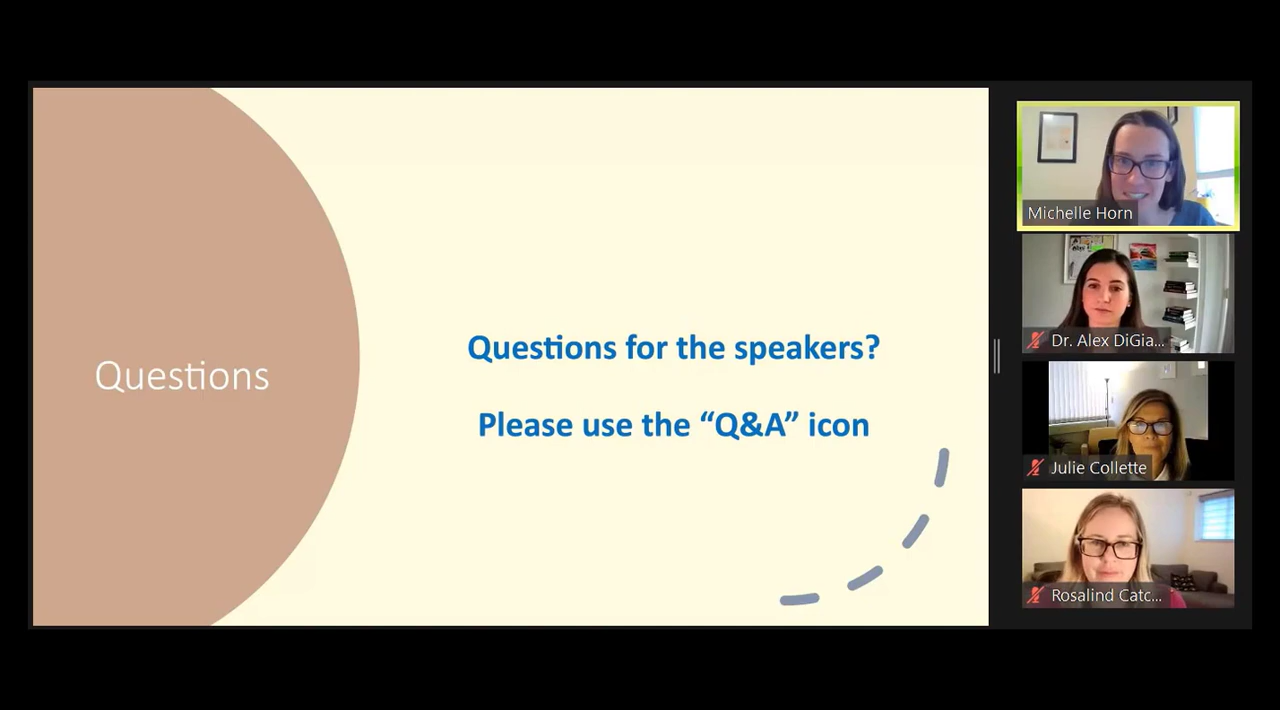 Questions
Questions for the speakers?
Please use the “Q&A” icon
Michelle Horn
Dr. Alex DiGia...
Julie Collette
Rosalind Catc...